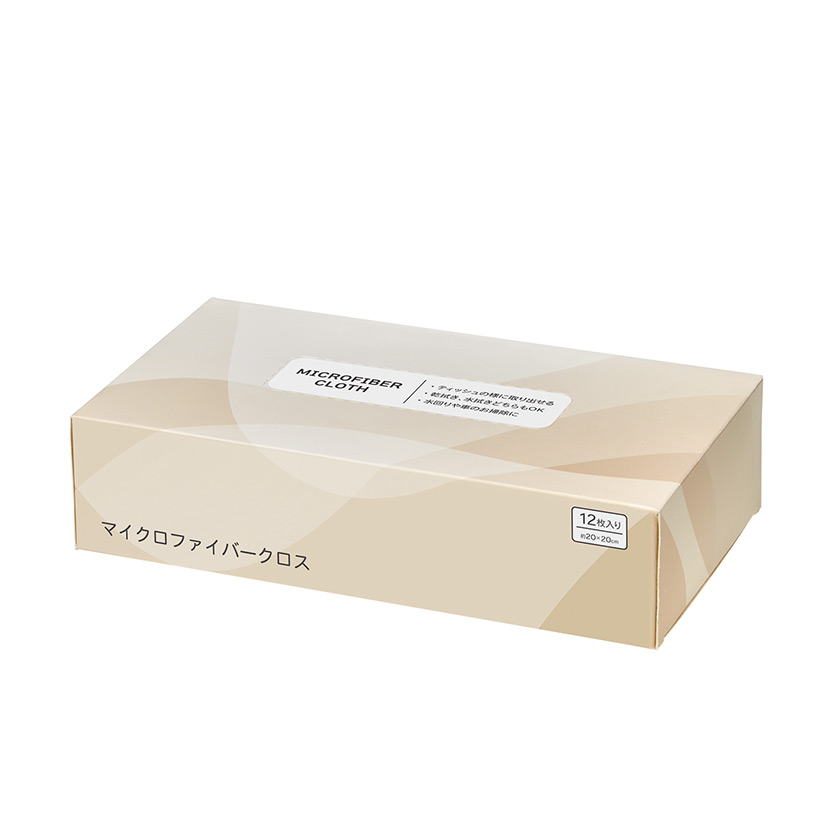 MICROFIBER
CLOTH
・ティッシュの様に取り出せる
・乾拭き、水拭きどちらもOK
・水回りや車のお掃除に
マイクロファイバークロス
12枚入り
約20×20cm